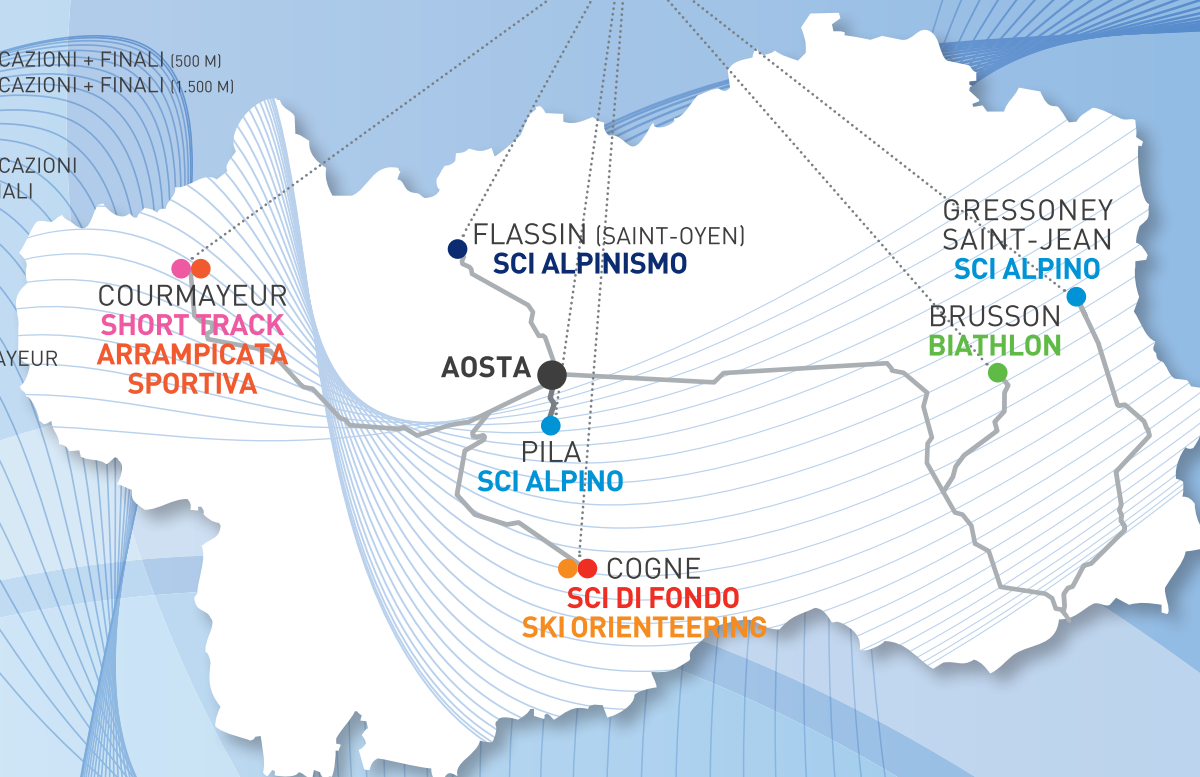 CAZIONI + FINALI (500 M)
CAZIONI + FINALI (1.500 M)
CAZIONI
ALI
AYEUR
COURMAYEUR
SHORT TRACK
ARRAMPICATA
SPORTIVA
FLASSIN (SAINT-OYEN)
SCI ALPINISMO
AOSTA
PILA
SCI ALPINO
COGNE
SCI DI FONDO
SKI ORIENTEERING
GRESSONEY
SAINT-JEAN
SCI ALPINO
BRUSSON
BIATHLON